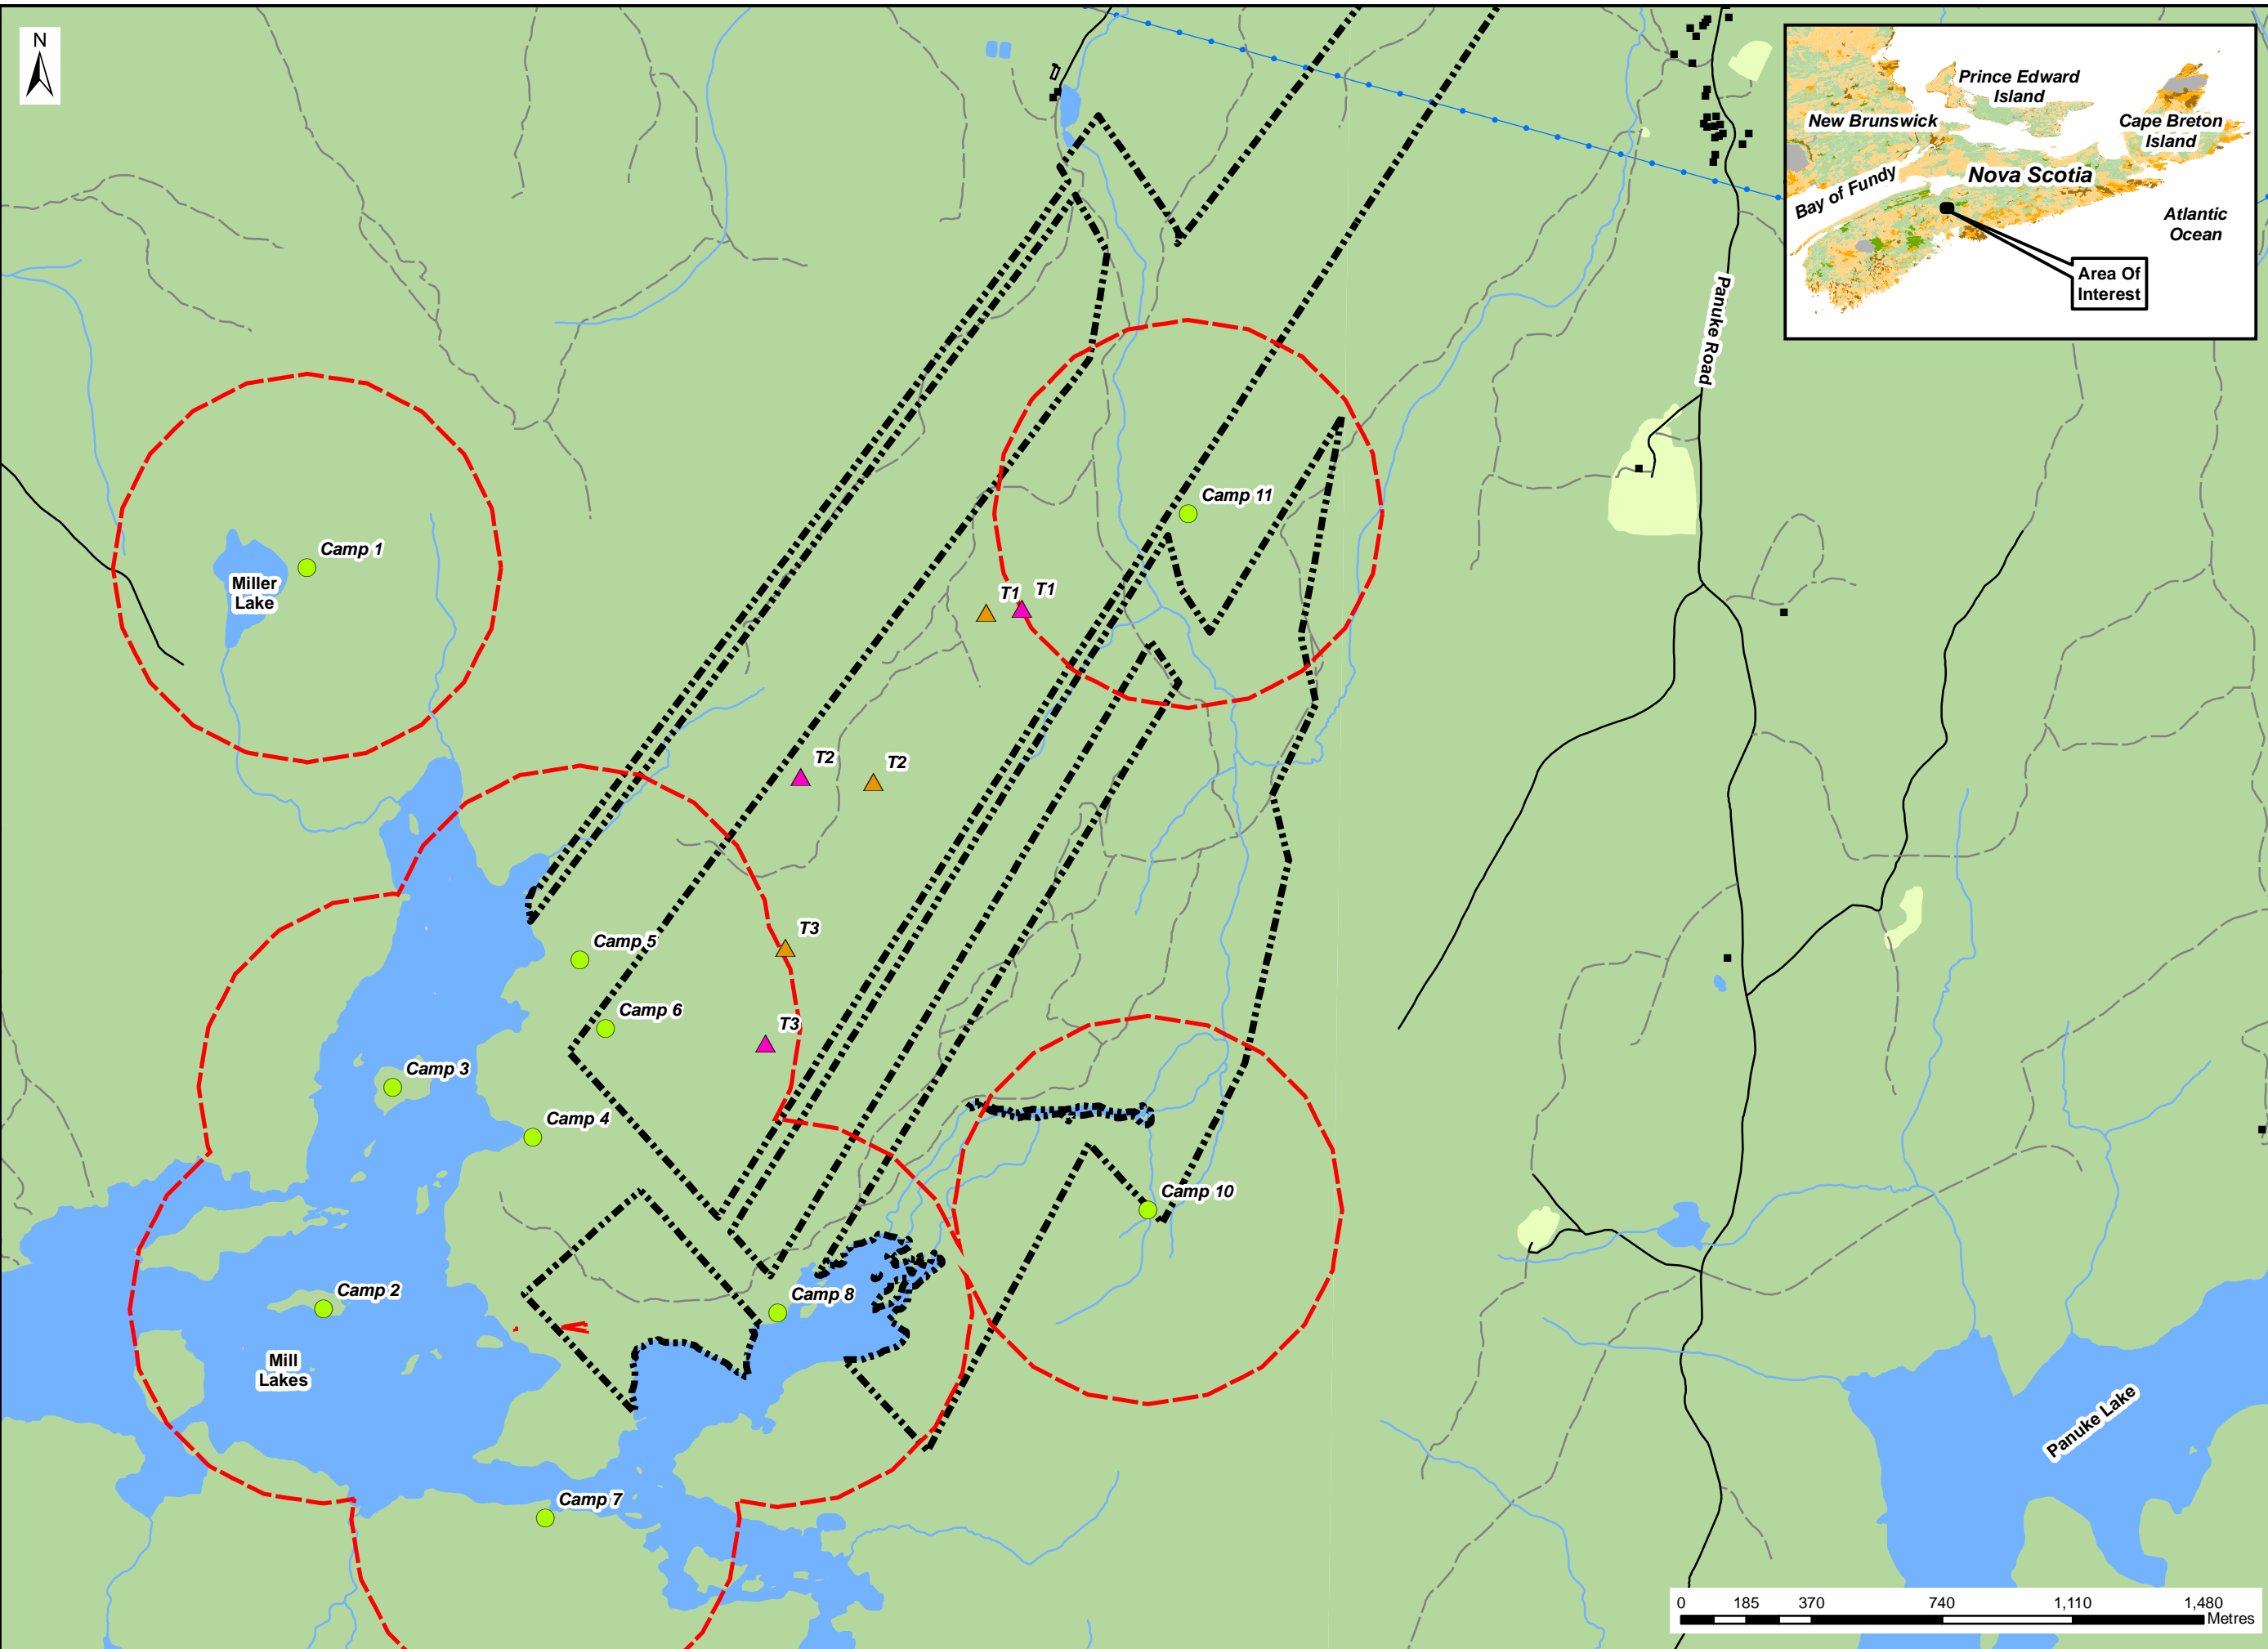 N
Prince Edward
Island
New Brunswick
Cape Breton
Island
Bay of Fundy
Nova Scotia
Atlantic
Ocean
Area Of
Interest
Panuke Road
Camp 11
Camp 1
Miller
Lake
T1
T1
T2
T2
T3
Camp 5
Camp 6
T3
Camp 3
Camp 4
Camp 10
Camp 2
Camp 8
Mill
Lakes
Panuke Lake
Camp 7
0 185 370 740 1,110 1,480
Metres